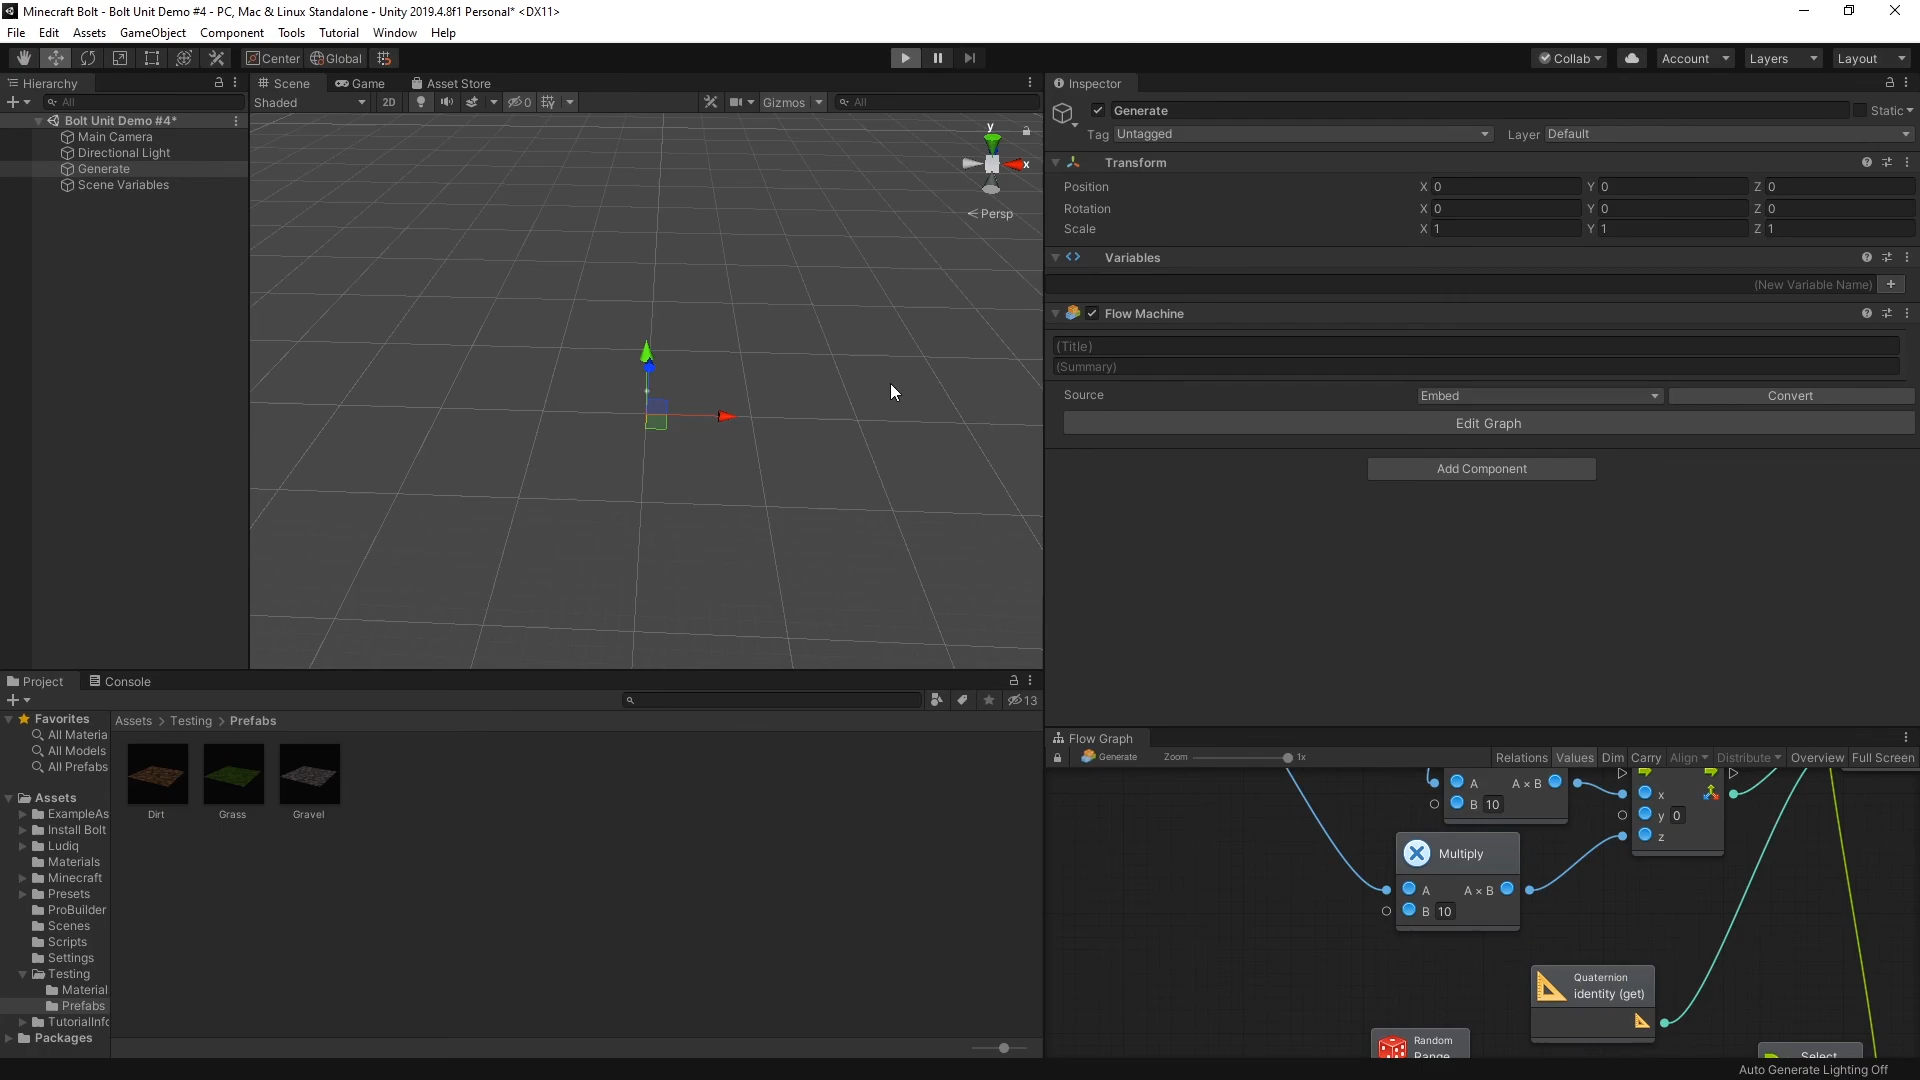 Minecraft Bolt - Bolt Unit Demo #4 - PC, Mac & Linux Standalone - Unity 2019.4.8f1 Personal* <DX11>
File Edit Assets GameObject Component Tools Tutorial Window Help
Center Global Collab Account Layers Layout
Hierarchy
All
Bolt Unit Demo #4*
Main Camera
Directional Light
Generate
Scene Variables
Scene Game Asset Store
Shaded 2D 0 Gizmos All
y
x
Persp
Inspector
Generate Static
Tag Untagged Layer Default
Transform
Position X 0 Y 0 Z 0
Rotation X 0 Y 0 Z 0
Scale X 1 Y 1 Z 1
Variables
(New Variable Name)
Flow Machine
(Title)
(Summary)
Source Embed Convert
Edit Graph
Add Component
Project Console
13
Favorites
All Materia
All Models
All Prefabs
Assets
ExampleAs
Install Bolt
Ludiq
Materials
Minecraft
Presets
ProBuilder
Scenes
Scripts
Settings
Testing
Material
Prefabs
TutorialInfo
Packages
Assets > Testing > Prefabs
Dirt Grass Gravel
Flow Graph
Generate Zoom 1x Relations Values Dim Carry Align Distribute Overview Full Screen
A A × B
B 10
x
y 0
z
Multiply
A A × B
B 10
Quaternion
identity (get)
Random
Range
Select
Auto Generate Lighting Off